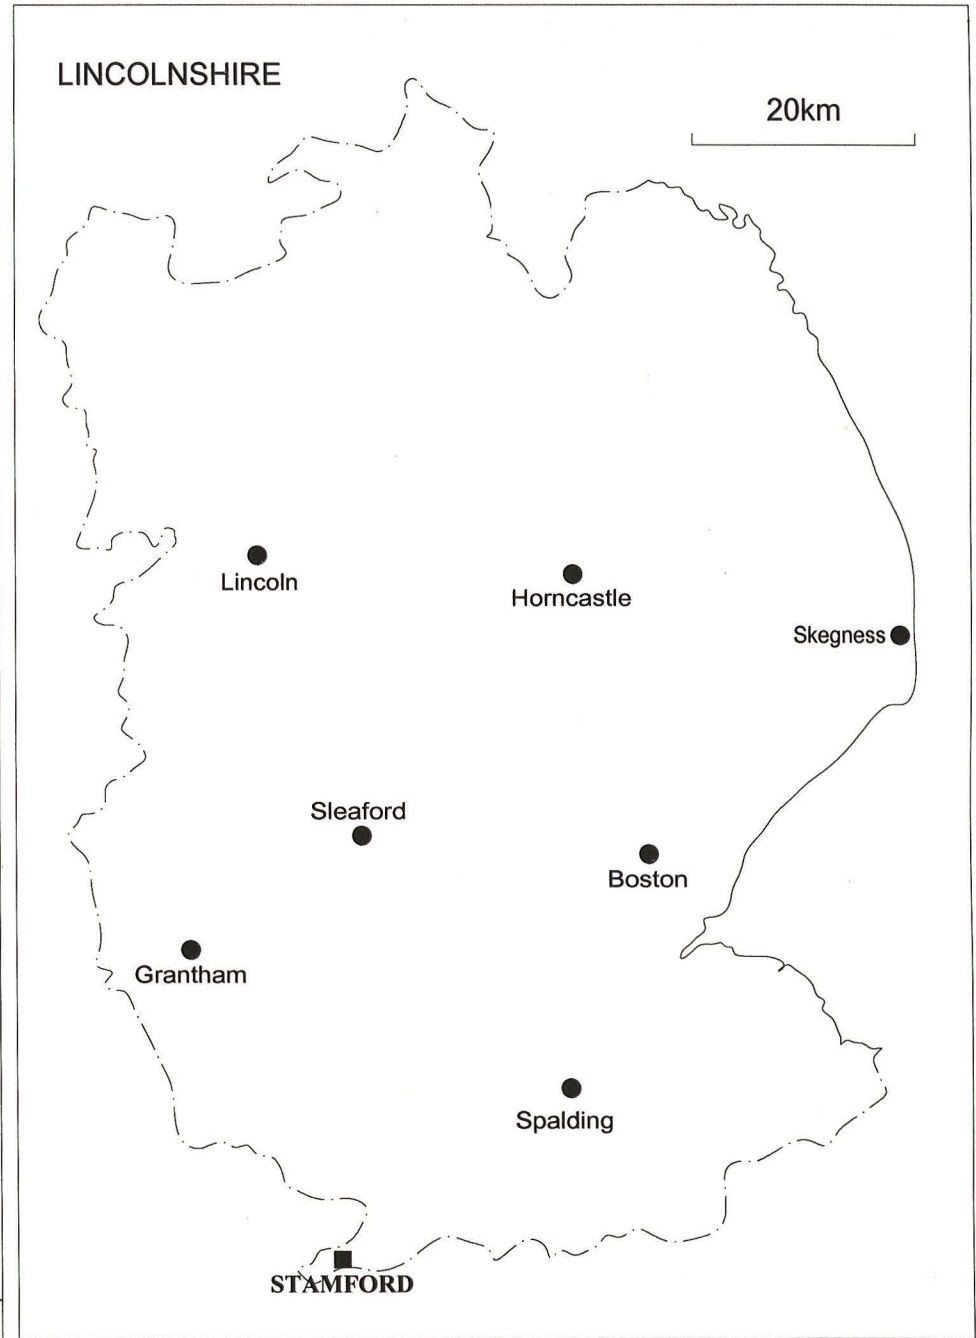 LINCOLNSHIRE
20km
Lincoln
Horncastle
Skegness
Sleaford
Boston
Grantham
Spalding
STAMFORD